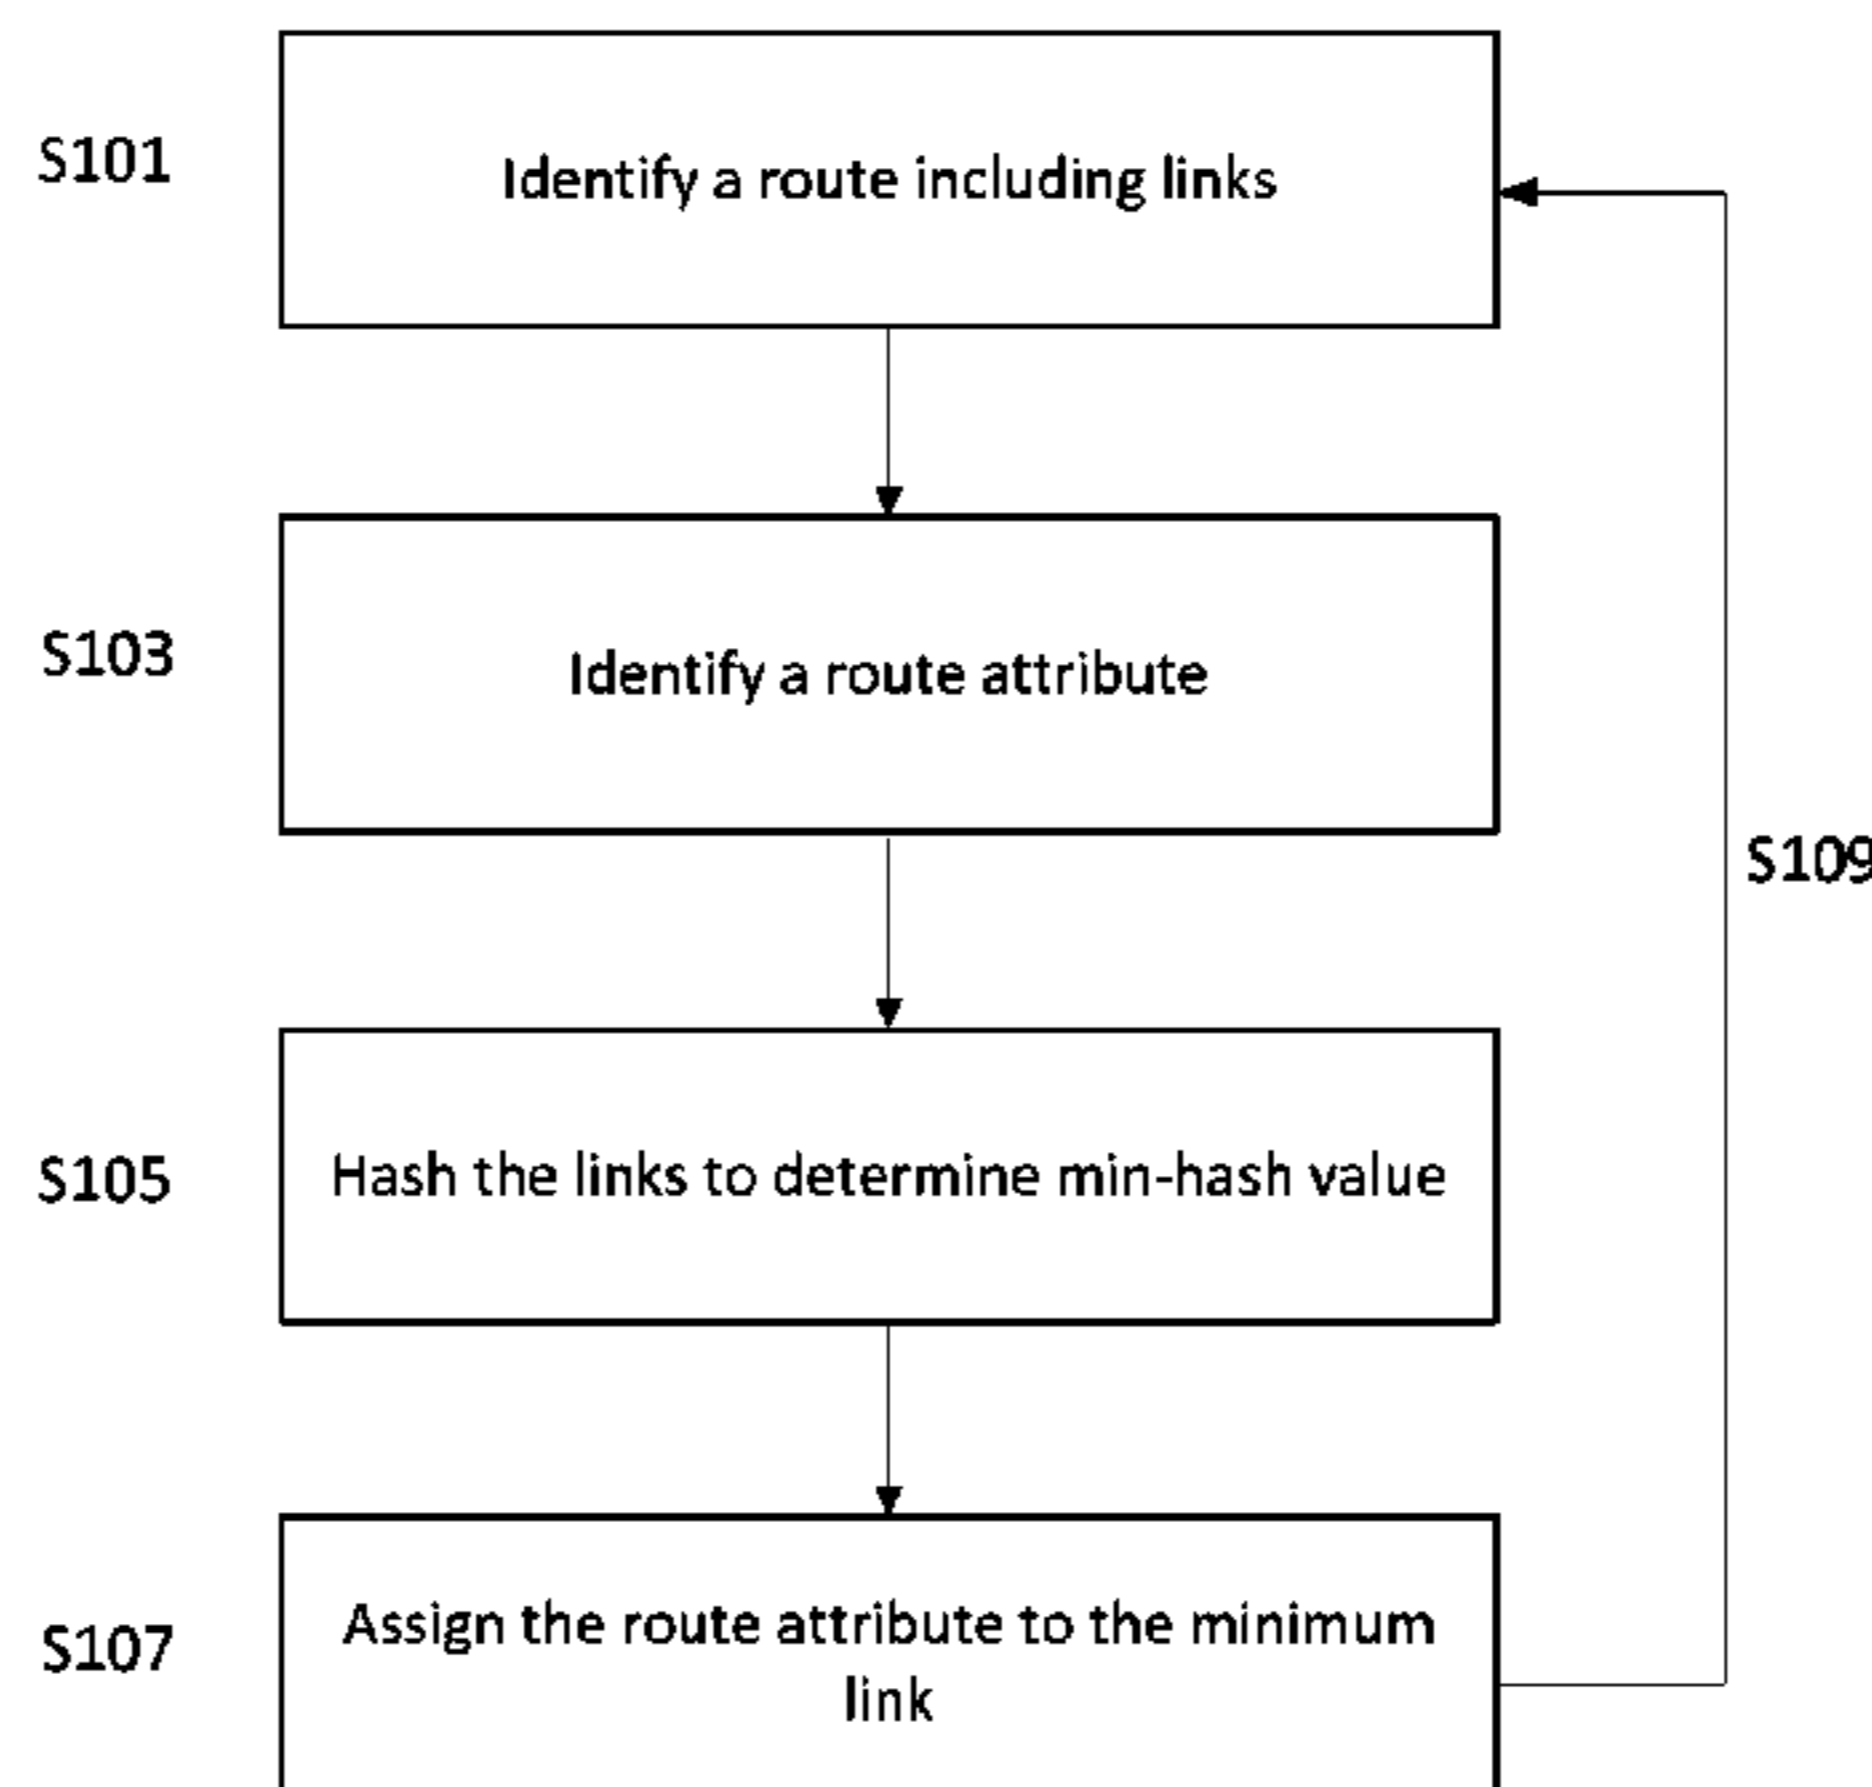 S101
Identify a route including links
S103
Identify a route attribute
S109
S105
Hash the links to determine min-hash value
S107
Assign the route attribute to the minimum
link